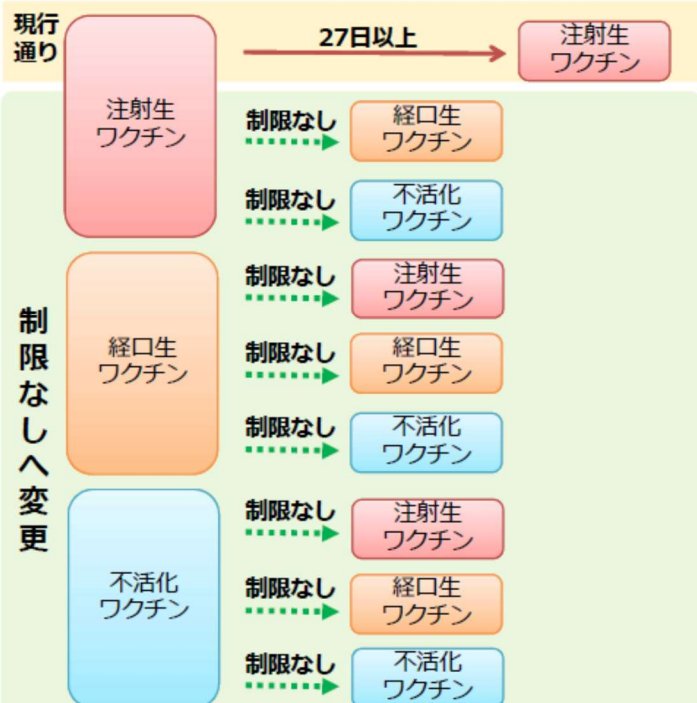 現行
通り
注射生
ワクチン
27日以上
注射生
ワクチン
制限なし
経口生
ワクチン
制限なし
不活化
ワクチン
制限なしへ変更
経口生
ワクチン
制限なし
注射生
ワクチン
制限なし
経口生
ワクチン
制限なし
不活化
ワクチン
不活化
ワクチン
制限なし
注射生
ワクチン
制限なし
経口生
ワクチン
制限なし
不活化
ワクチン